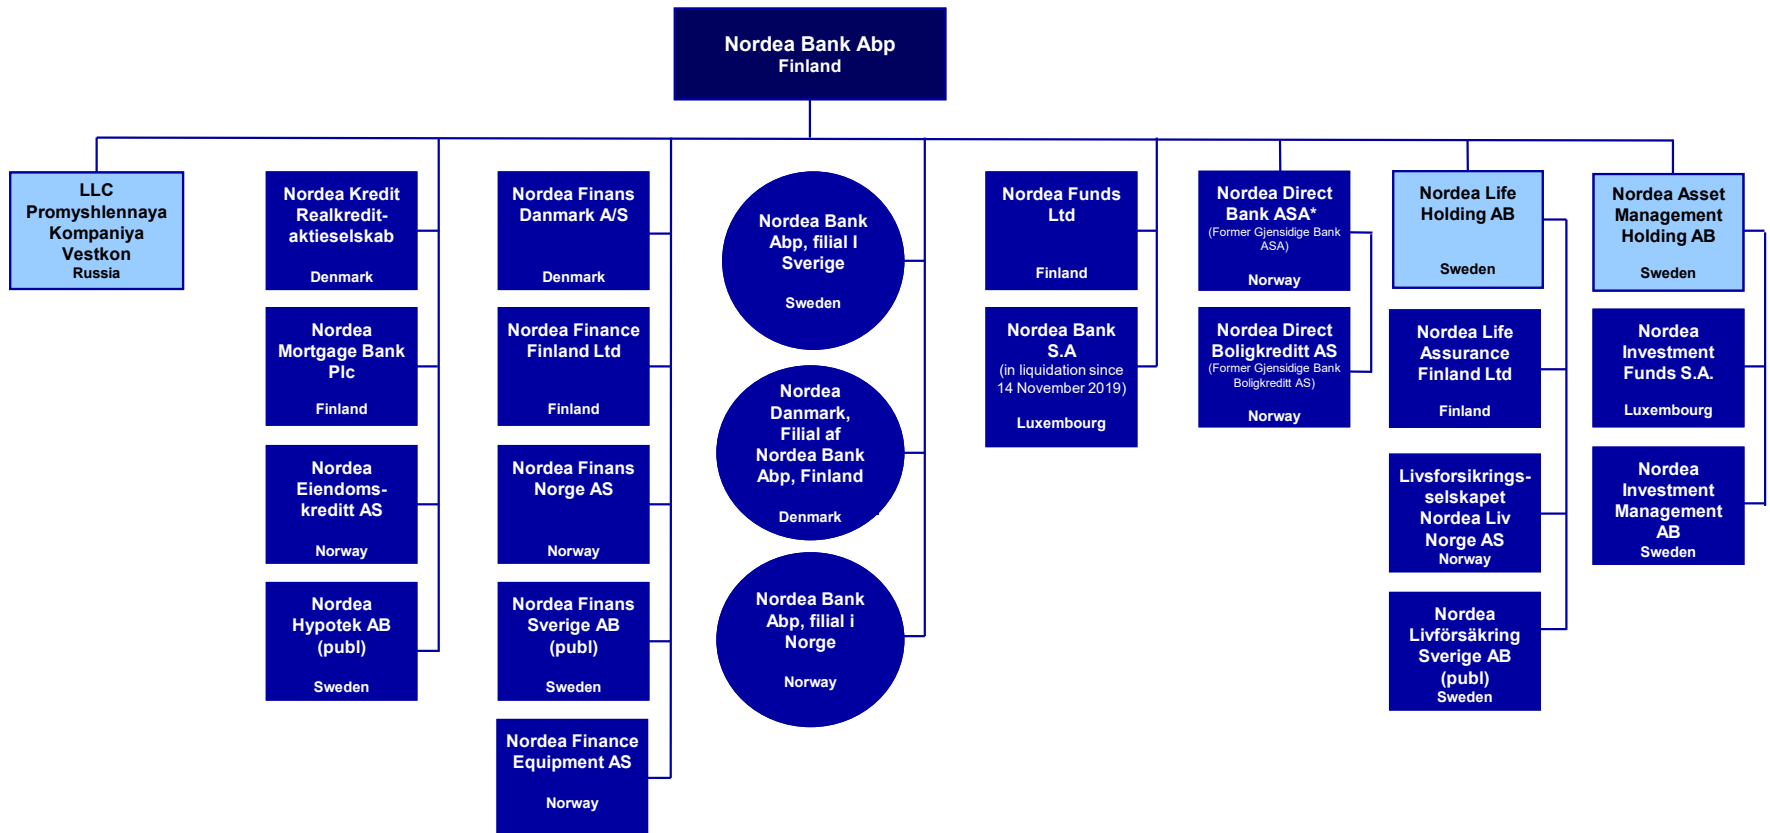 Nordea Bank Abp
Finland
LLC
Promyshlennaya
Kompaniya
Vestkon
Russia
Nordea Kredit
Realkredit-
aktieselskab
Denmark
Nordea
Mortgage Bank
Plc
Finland
Nordea
Eiendoms-
kreditt AS
Norway
Nordea
Hypotek AB
(publ)
Sweden
Nordea Finans
Danmark A/S
Denmark
Nordea Finance
Finland Ltd
Finland
Nordea Finans
Norge AS
Norway
Nordea Finans
Sverige AB
(publ)
Sweden
Nordea Finance
Equipment AS
Norway
Nordea Bank
Abp, filial I
Sverige
Sweden
Nordea
Danmark,
Filial af
Nordea Bank
Abp, Finland
Denmark
Nordea Bank
Abp, filial i
Norge
Norway
Nordea Funds
Ltd
Finland
Nordea Bank
S.A
(in liquidation since
14 November 2019)
Luxembourg
Nordea Direct
Bank ASA*
(Former Gjensidige Bank
ASA)
Norway
Nordea Direct
Boligkreditt AS
(Former Gjensidige Bank
Boligkreditt AS)
Norway
Nordea Life
Holding AB
Sweden
Nordea Life
Assurance
Finland Ltd
Finland
Livsforsikrings-
selskapet
Nordea Liv
Norge AS
Norway
Nordea
Livförsäkring
Sverige AB
(publ)
Sweden
Nordea Asset
Management
Holding AB
Sweden
Nordea
Investment
Funds S.A.
Luxembourg
Nordea
Investment
Management
AB
Sweden